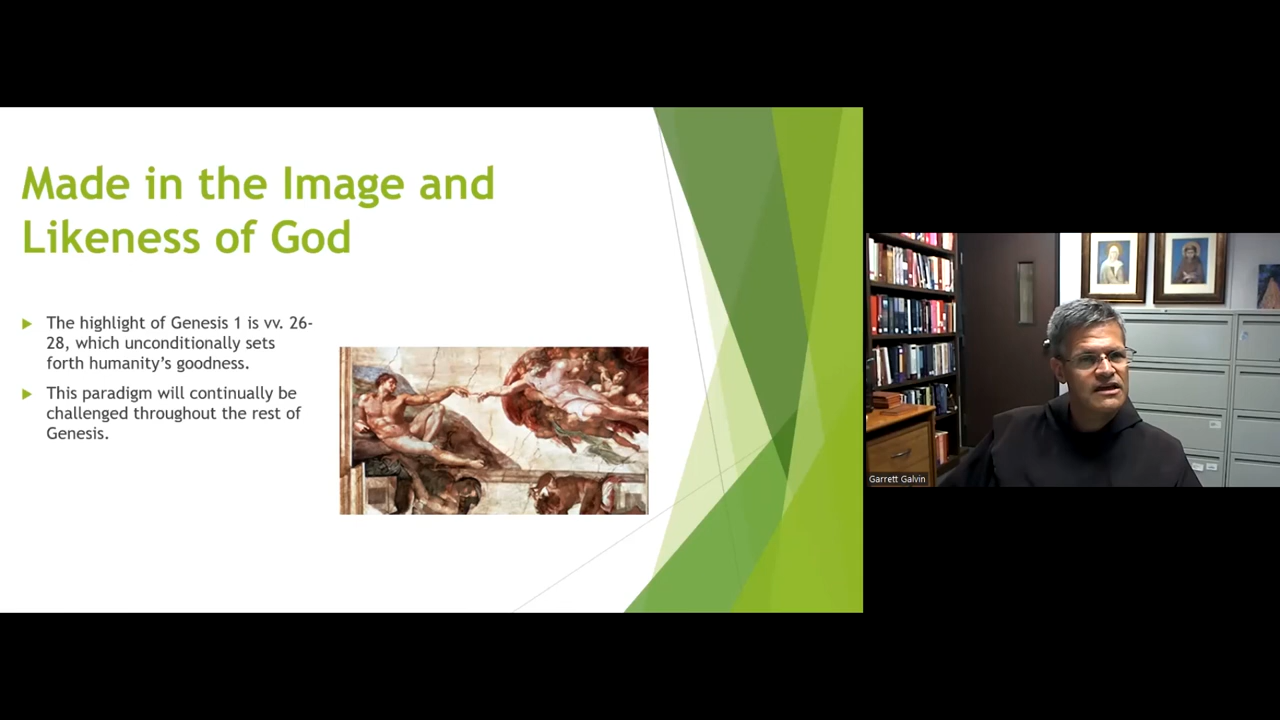 Made in the Image and
Likeness of God
The highlight of Genesis 1 is vv. 26-
28, which unconditionally sets
forth humanity’s goodness.
This paradigm will continually be
challenged throughout the rest of
Genesis.
Garrett Galvin